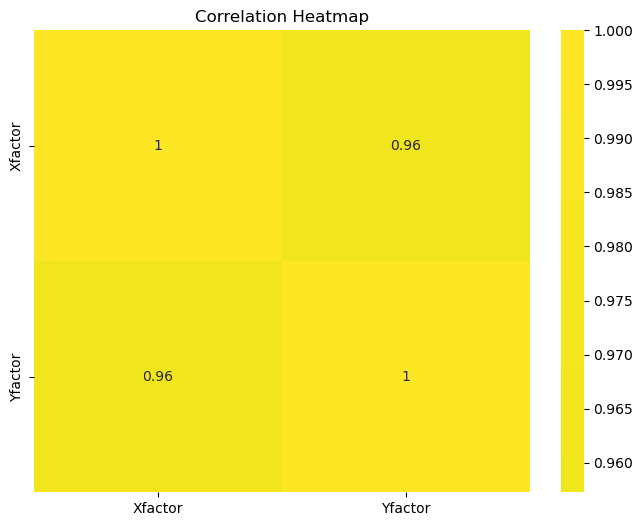 Correlation Heatmap
Xfactor
1
0.96
Yfactor
0.96
1
Xfactor
Yfactor
1.000
0.995
0.990
0.985
0.980
0.975
0.970
0.965
0.960